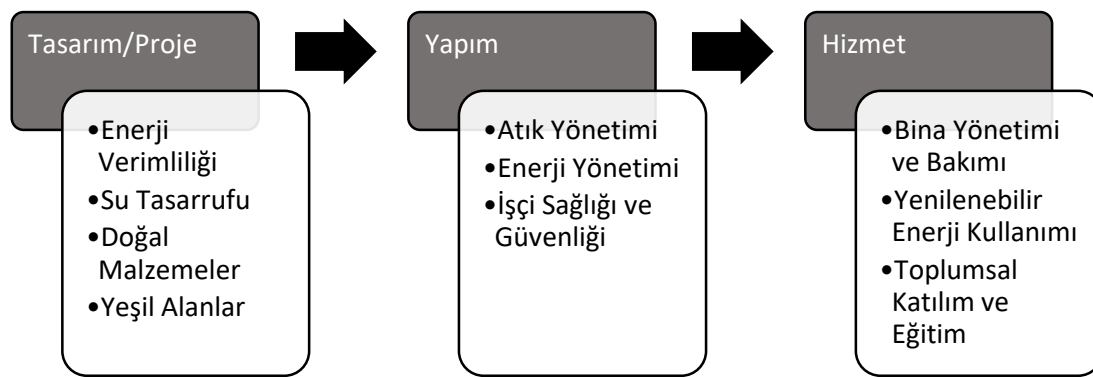 Tasarım/Proje
•Enerji
Verimliliği
•Su Tasarrufu
•Doğal
Malzemeler
•Yeşil Alanlar
Yapım
•Atık Yönetimi
•Enerji Yönetimi
•İşçi Sağlığı ve
Güvenliği
Hizmet
•Bina Yönetimi
ve Bakımı
•Yenilenebilir
Enerji Kullanımı
•Toplumsal
Katılım ve
Eğitim